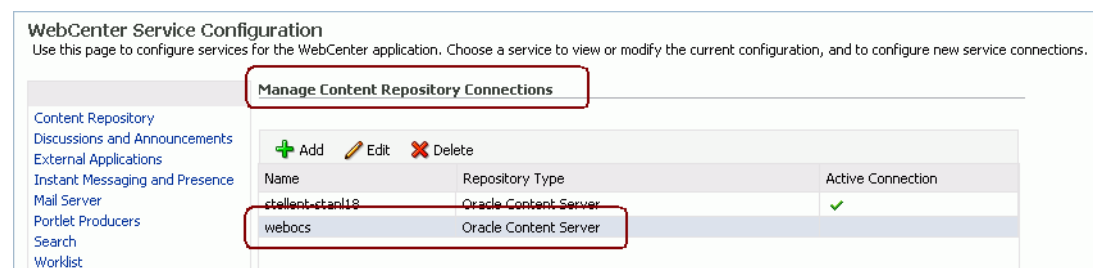 WebCenter Service Configuration
Use this page to configure services for the WebCenter application. Choose a service to view or modify the current configuration, and to configure new service connections.
Manage Content Repository Connections
Content Repository
Discussions and Announcements
External Applications
Instant Messaging and Presence
Mail Server
Portlet Producers
Search
Worklist
Add Edit Delete
Name Repository Type Active Connection
stellent-stanl18 Oracle Content Server
webocs Oracle Content Server